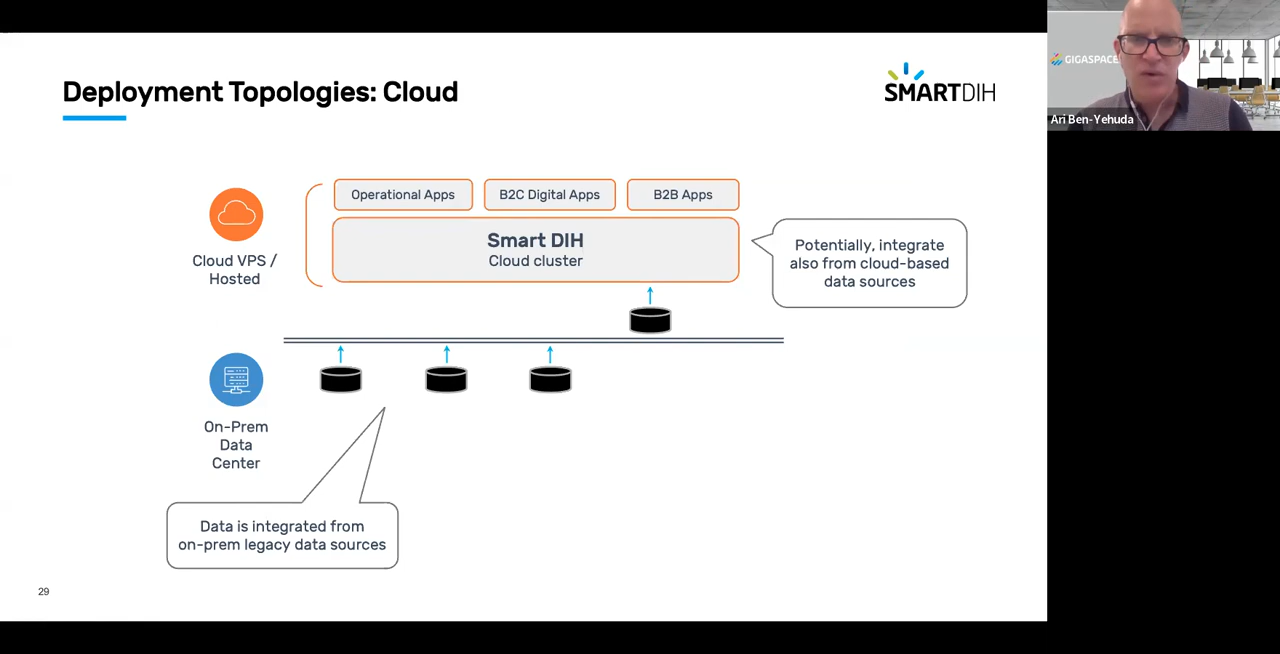 Deployment Topologies: Cloud
SMARTDIH
GIGASPACE
Ari Ben-Yehuda
Operational Apps
B2C Digital Apps
B2B Apps
Smart DIH
Cloud cluster
Cloud VPS /
Hosted
Potentially, integrate
also from cloud-based
data sources
On-Prem
Data
Center
Data is integrated from
on-prem legacy data sources
29